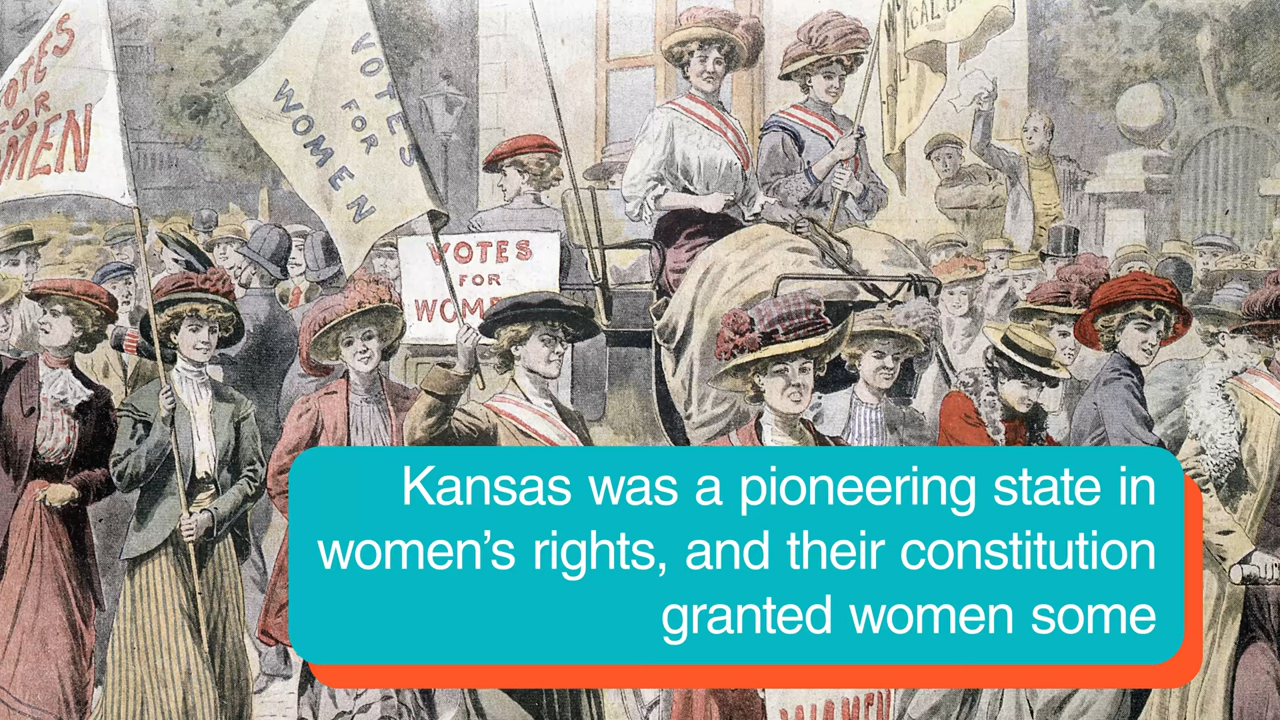 VOTES
FOR
WOMEN
VOTES
FOR
WOMEN
VOTES
FOR
Kansas was a pioneering state in
women’s rights, and their constitution
granted women some